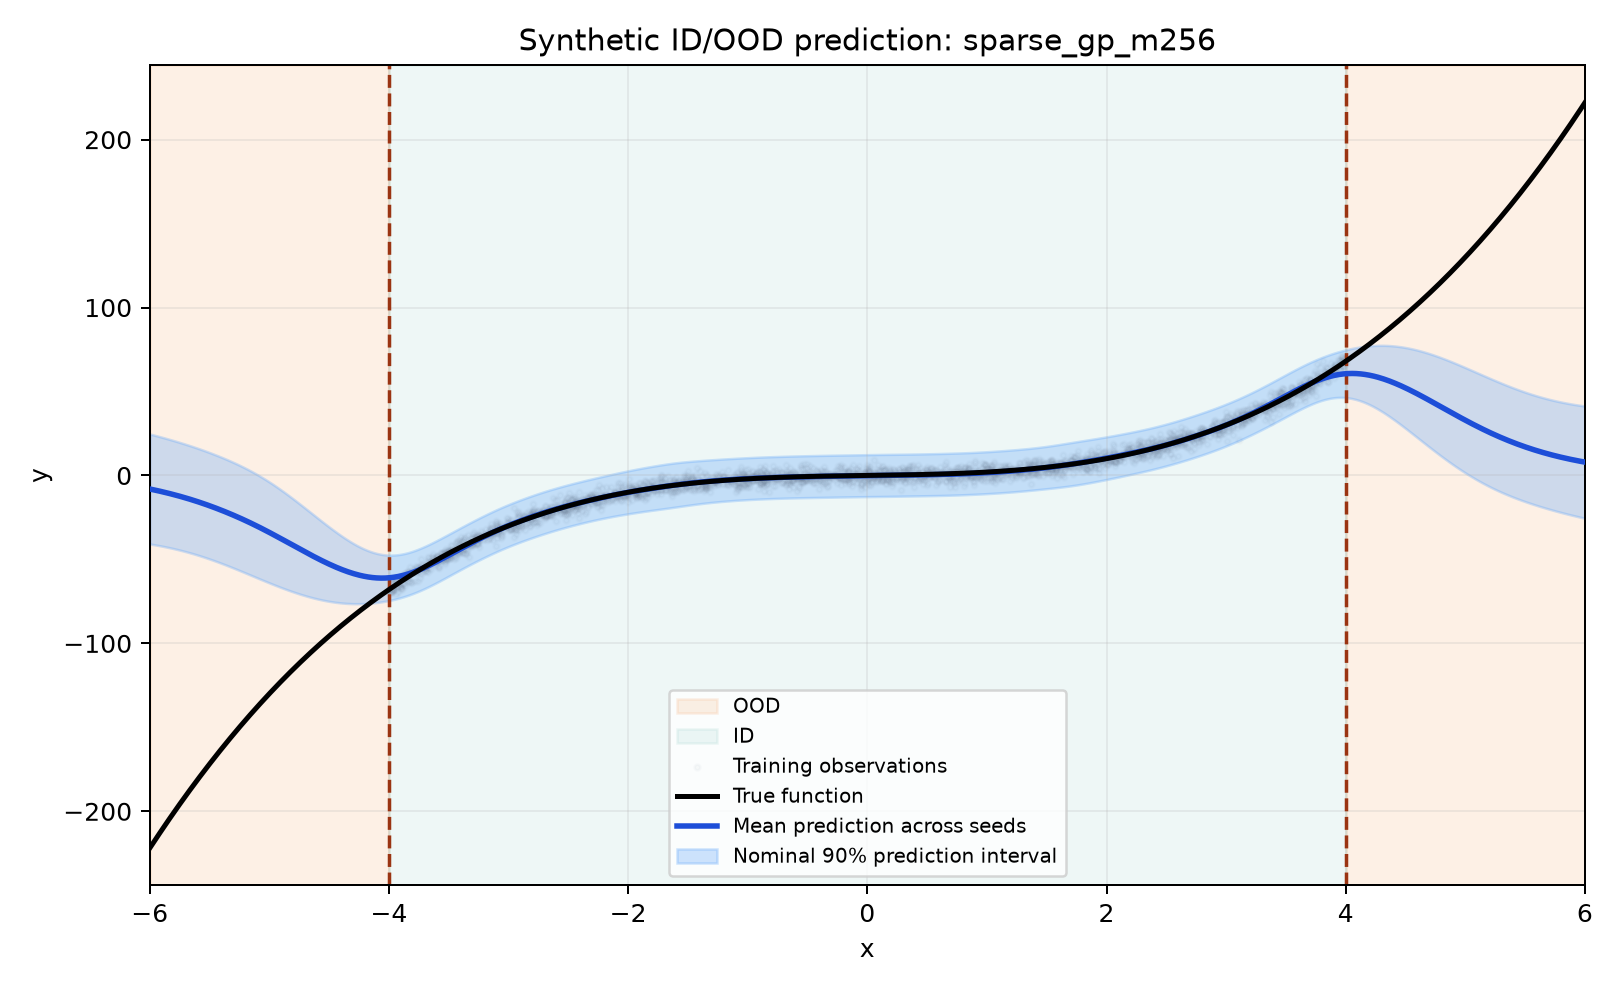 Synthetic ID/OOD prediction: sparse_gp_m256
200
100
0
−100
−200
y
OOD
ID
Training observations
True function
Mean prediction across seeds
Nominal 90% prediction interval
−6
−4
−2
0
2
4
6
x